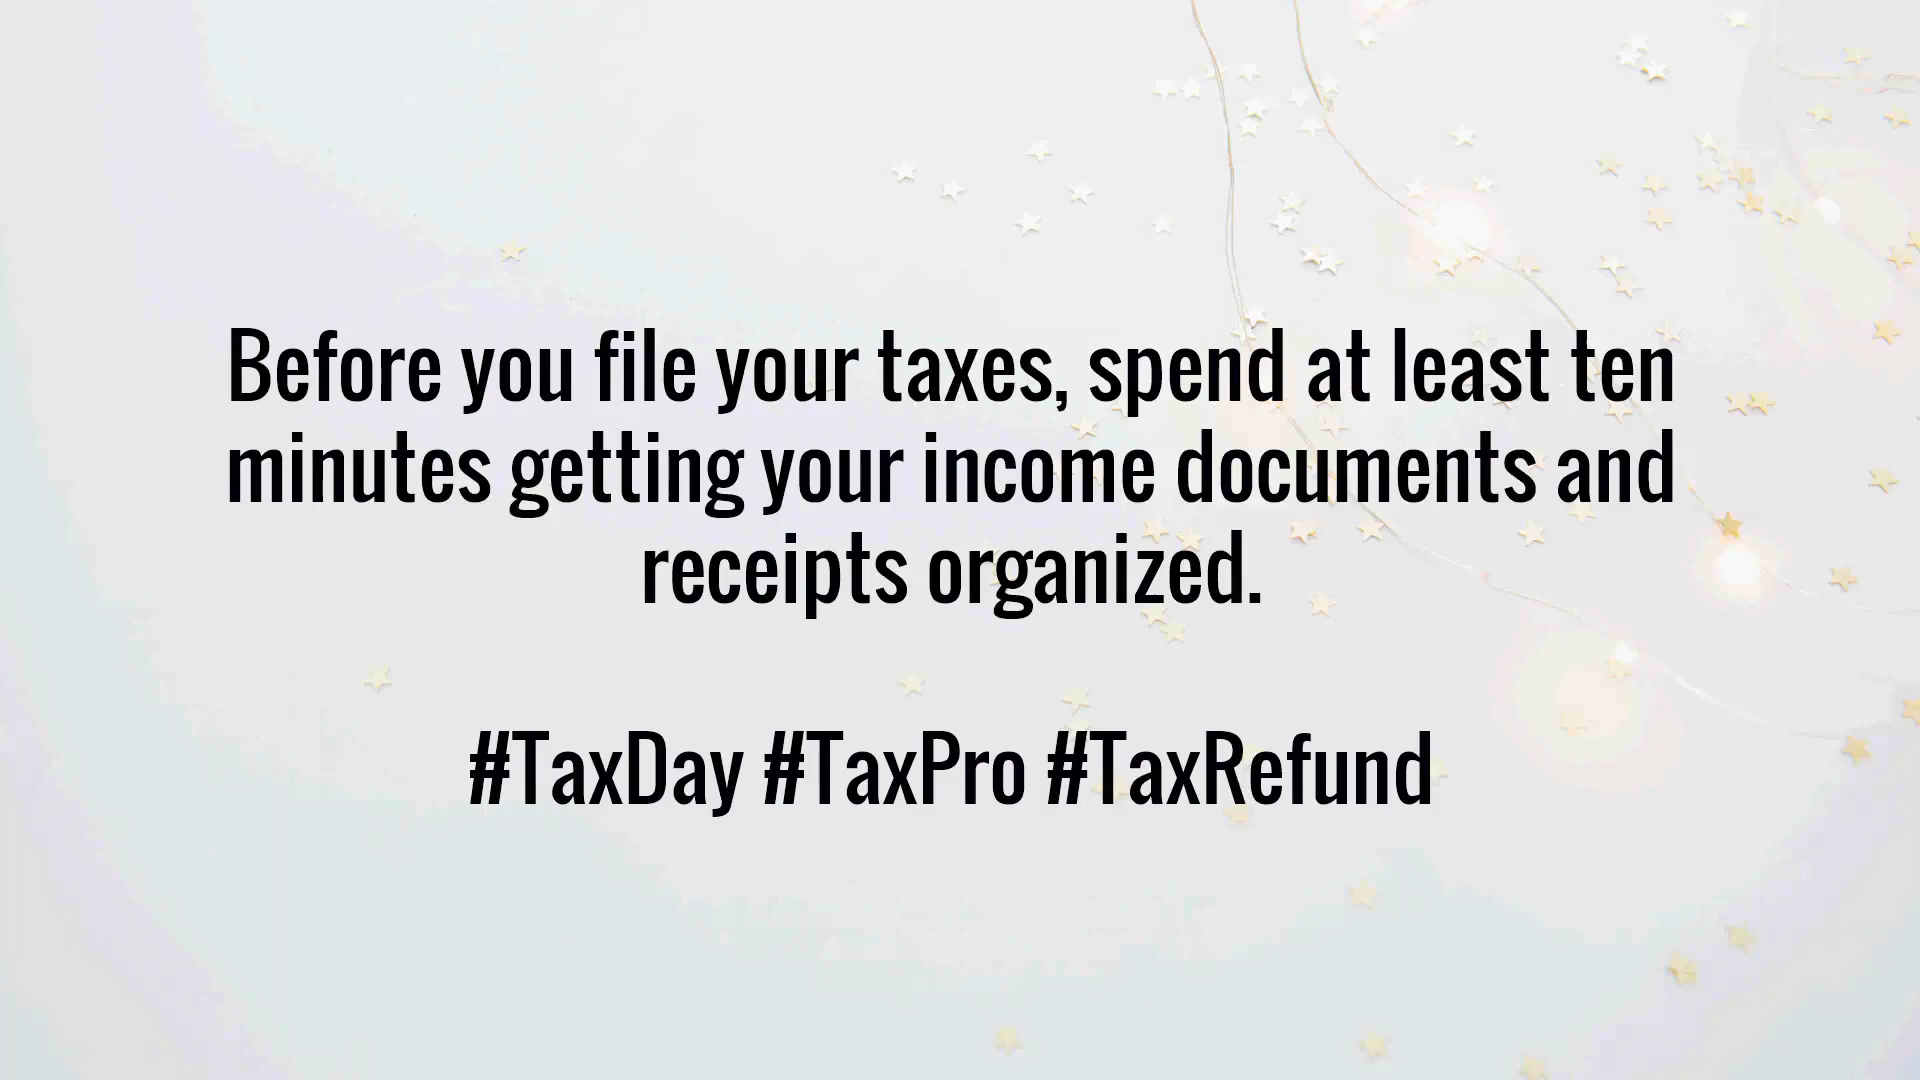 Before you file your taxes, spend at least ten
minutes getting your income documents and
receipts organized.
#TaxDay #TaxPro #TaxRefund